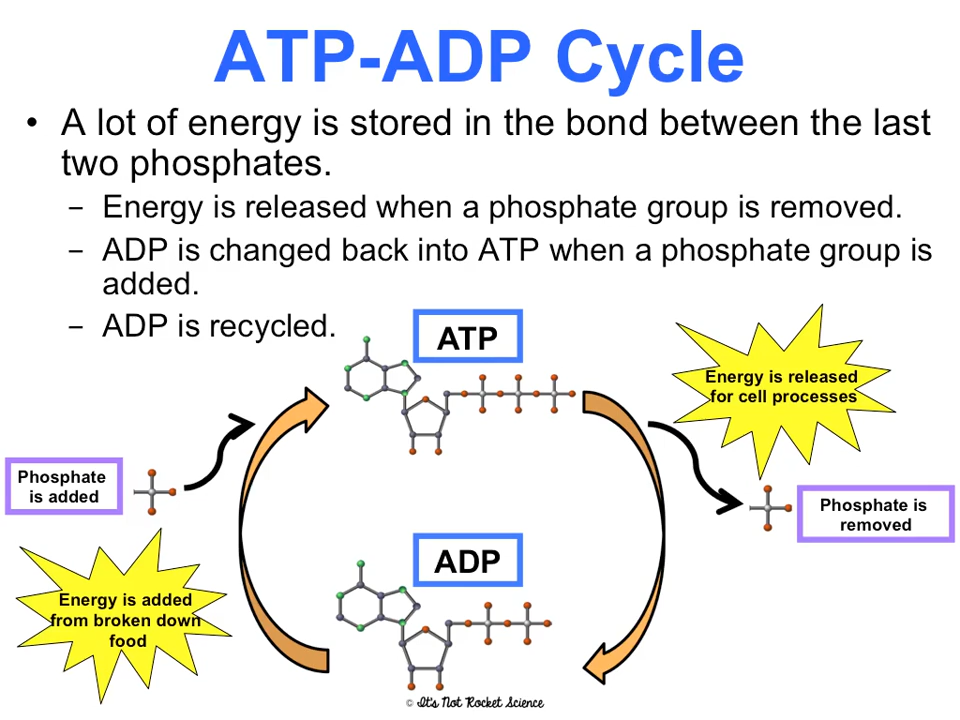 ATP-ADP Cycle
• A lot of energy is stored in the bond between the last
two phosphates.
– Energy is released when a phosphate group is removed.
– ADP is changed back into ATP when a phosphate group is
added.
– ADP is recycled.
ATP
Energy is released
for cell processes
Phosphate
is added
Phosphate is
removed
ADP
Energy is added
from broken down
food
© It's Not Rocket Science